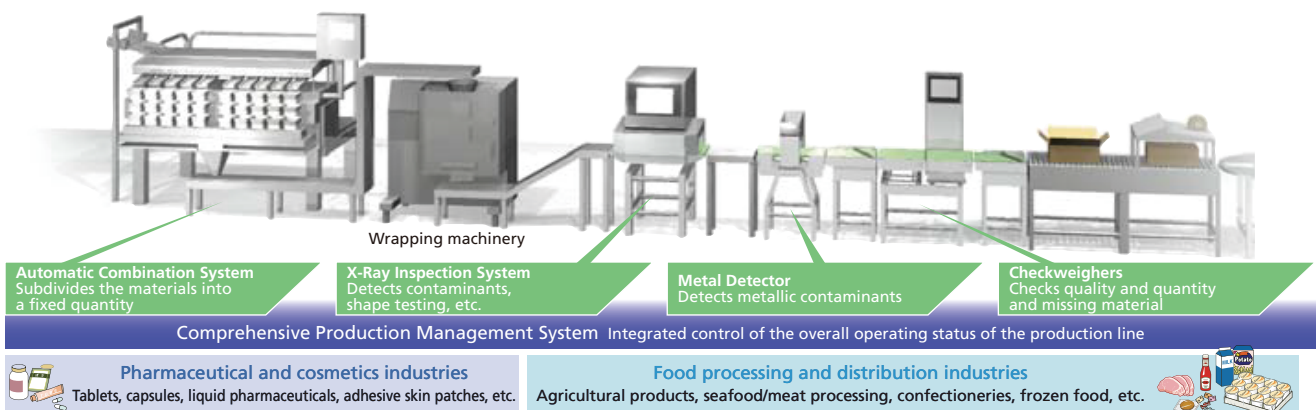 Wrapping machinery
Automatic Combination System
Subdivides the materials into
a fixed quantity
X-Ray Inspection System
Detects contaminants,
shape testing, etc.
Metal Detector
Detects metallic contaminants
Checkweighers
Checks quality and quantity
and missing material
Comprehensive Production Management System Integrated control of the overall operating status of the production line
Pharmaceutical and cosmetics industries
Tablets, capsules, liquid pharmaceuticals, adhesive skin patches, etc.
Food processing and distribution industries
Agricultural products, seafood/meat processing, confectioneries, frozen food, etc.
MILK
Potato